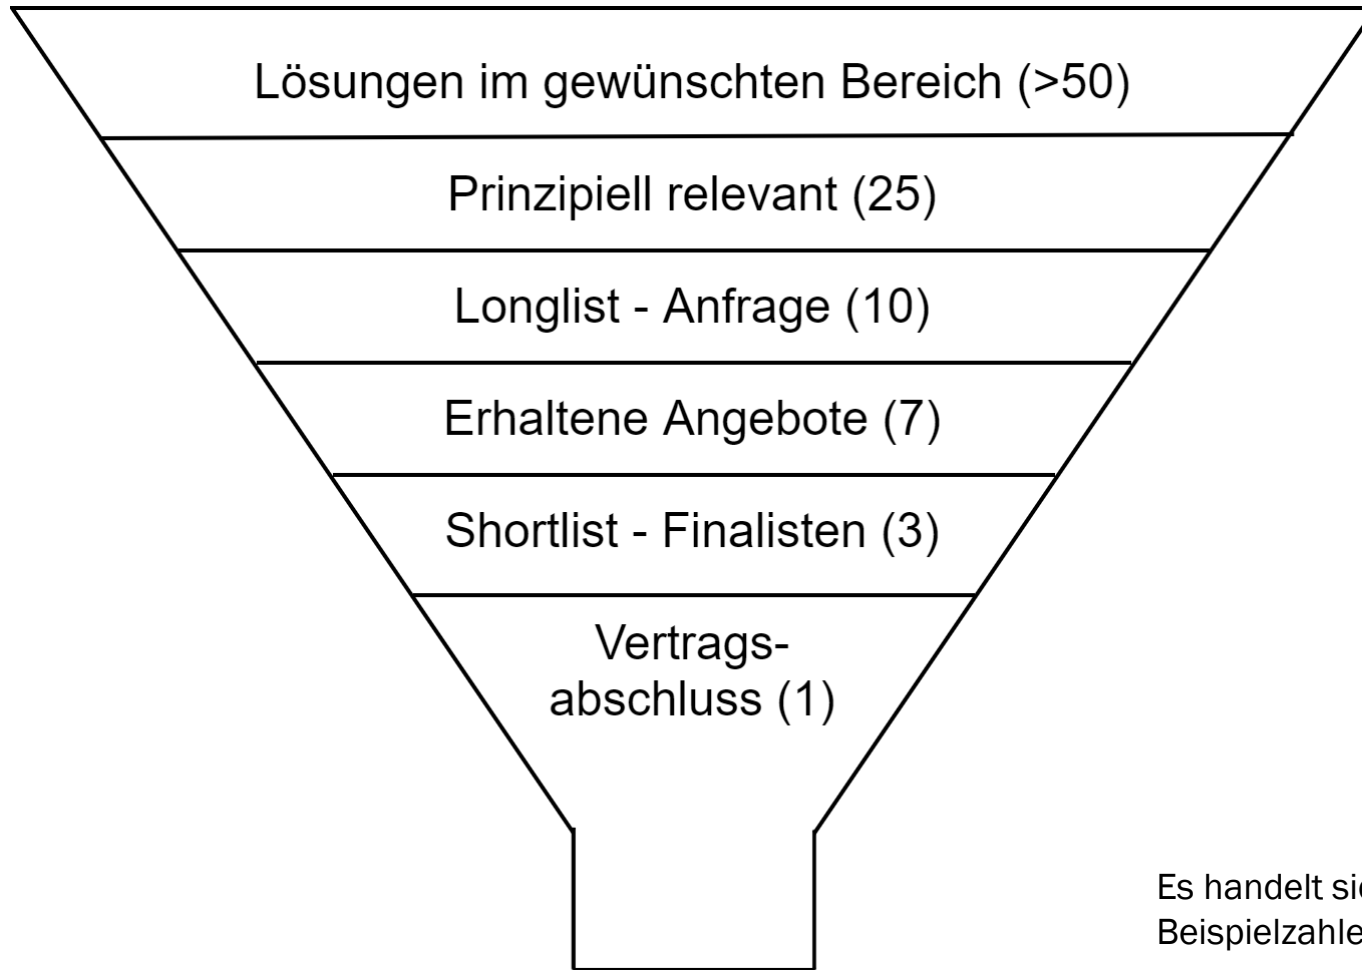 Lösungen im gewünschten Bereich (>50)
Prinzipiell relevant (25)
Longlist - Anfrage (10)
Erhaltene Angebote (7)
Shortlist - Finalisten (3)
Vertrags-
abschluss (1)
Es handelt